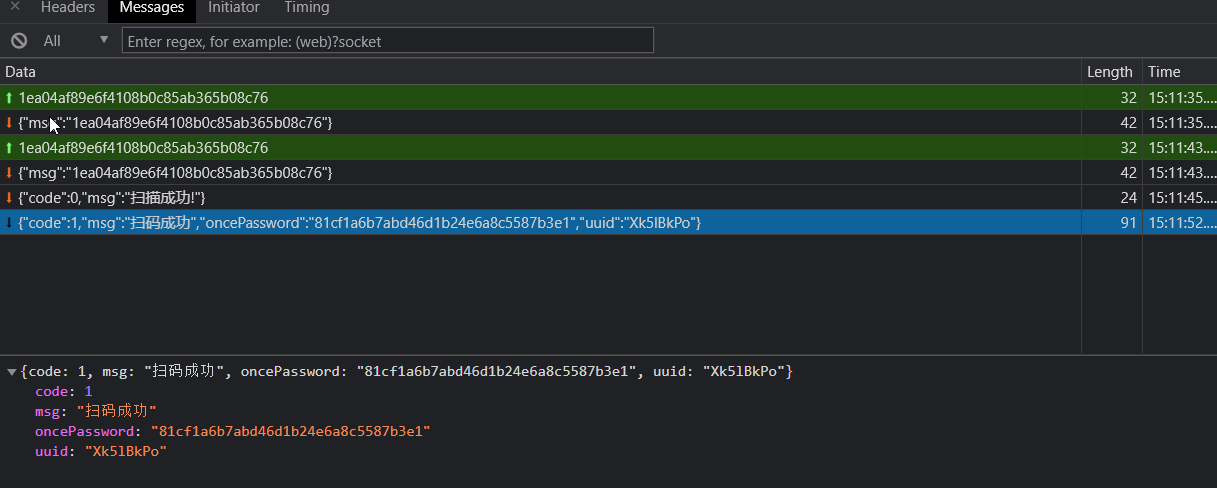 × Headers Messages Initiator Timing
All ▼ Enter regex, for example: (web)?socket
Data Length Time
1ea04af89e6f4108b0c85ab365b08c76 32 15:11:35....
{"msg":"1ea04af89e6f4108b0c85ab365b08c76"} 42 15:11:35....
1ea04af89e6f4108b0c85ab365b08c76 32 15:11:43....
{"msg":"1ea04af89e6f4108b0c85ab365b08c76"} 42 15:11:43....
{"code":0,"msg":"扫描成功!"} 24 15:11:45....
{"code":1,"msg":"扫码成功","oncePassword":"81cf1a6b7abd46d1b24e6a8c5587b3e1","uuid":"Xk5lBkPo"} 91 15:11:52....
{code: 1, msg: "扫码成功", oncePassword: "81cf1a6b7abd46d1b24e6a8c5587b3e1", uuid: "Xk5lBkPo"}
code: 1
msg: "扫码成功"
oncePassword: "81cf1a6b7abd46d1b24e6a8c5587b3e1"
uuid: "Xk5lBkPo"